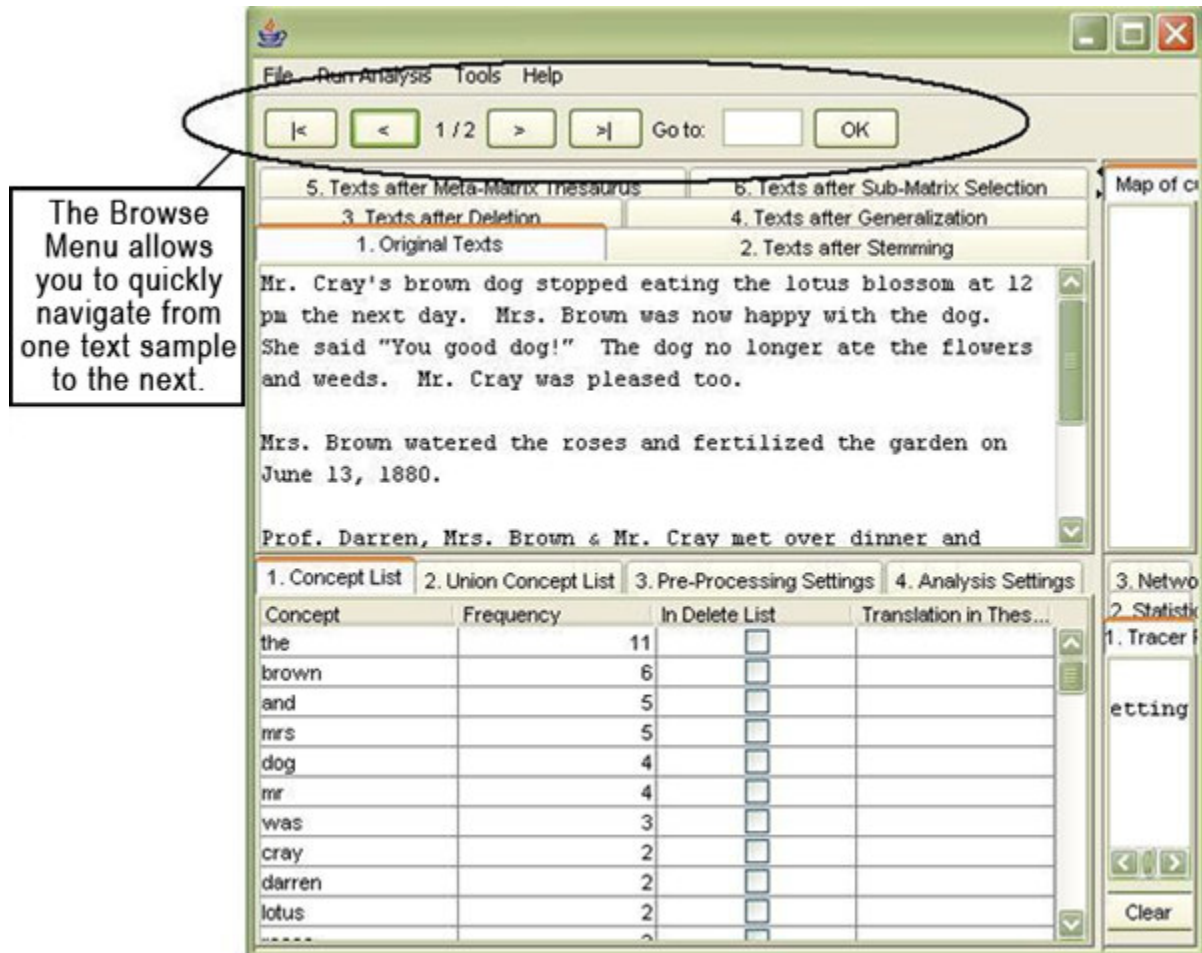 File Run Analysis Tools Help
|< < 1 / 2 > >| Go to: OK
The Browse
Menu allows
you to quickly
navigate from
one text sample
to the next.
5. Texts after Meta-Matrix Thesaurus 6. Texts after Sub-Matrix Selection
3. Texts after Deletion 4. Texts after Generalization
1. Original Texts 2. Texts after Stemming
Mr. Cray's brown dog stopped eating the lotus blossom at 12
pm the next day. Mrs. Brown was now happy with the dog.
She said "You good dog!" The dog no longer ate the flowers
and weeds. Mr. Cray was pleased too.
Mrs. Brown watered the roses and fertilized the garden on
June 13, 1880.
Prof. Darren, Mrs. Brown & Mr. Cray met over dinner and
Map of c
1. Concept List 2. Union Concept List 3. Pre-Processing Settings 4. Analysis Settings
Concept Frequency In Delete List Translation in Thes...
the 11
brown 6
and 5
mrs 5
dog 4
mr 4
was 3
cray 2
darren 2
lotus 2
3. Netwo
2. Statisti
1. Tracer
etting
< >
Clear